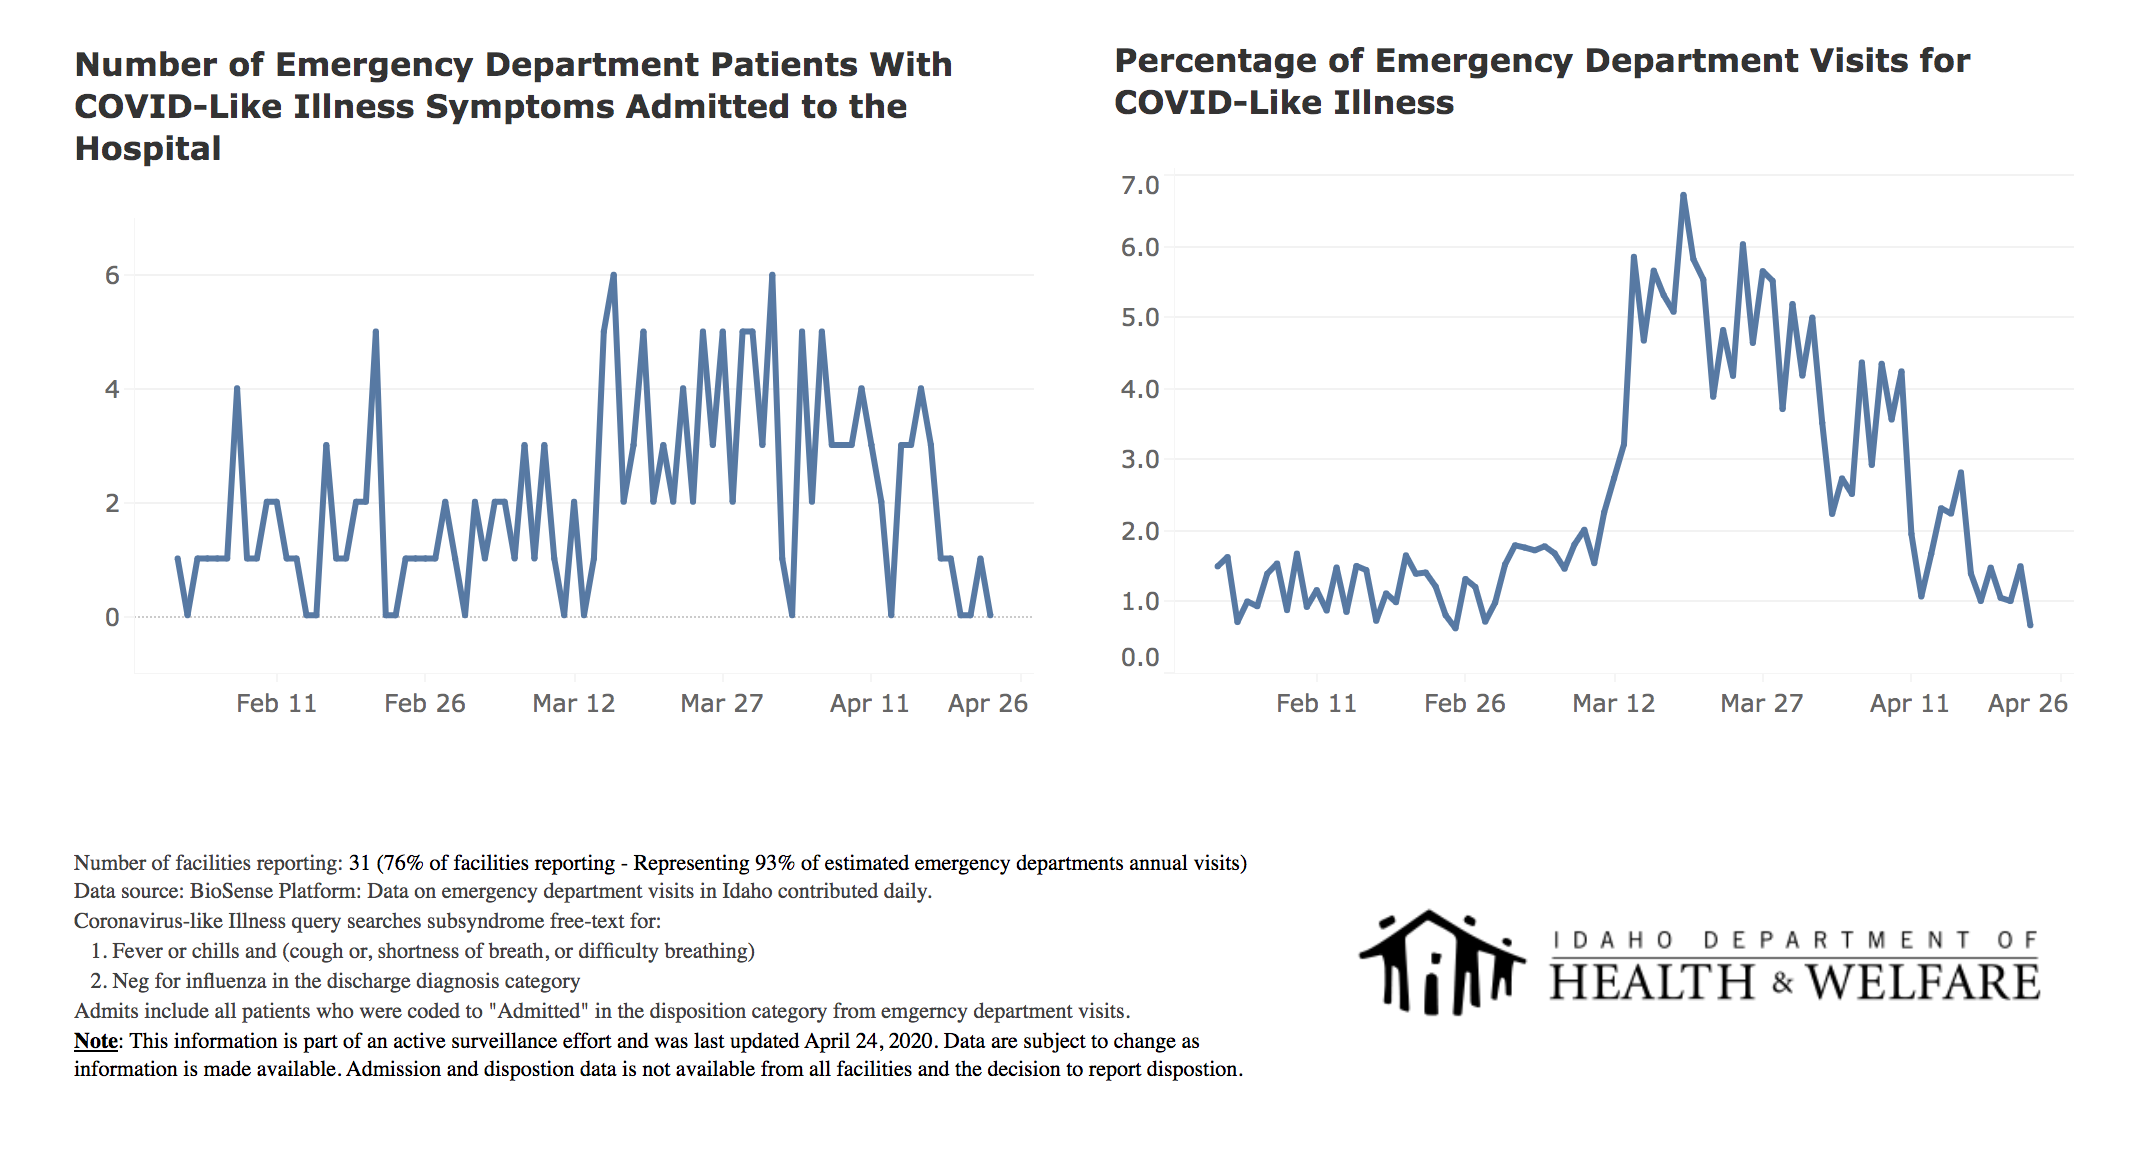 Number of Emergency Department Patients With
COVID-Like Illness Symptoms Admitted to the
Hospital
6
4
2
0
Feb 11
Feb 26
Mar 12
Mar 27
Apr 11
Apr 26
Percentage of Emergency Department Visits for
COVID-Like Illness
7.0
6.0
5.0
4.0
3.0
2.0
1.0
0.0
Feb 11
Feb 26
Mar 12
Mar 27
Apr 11
Apr 26
Number of facilities reporting: 31 (76% of facilities reporting - Representing 93% of estimated emergency departments annual visits)
Data source: BioSense Platform: Data on emergency department visits in Idaho contributed daily.
Coronavirus-like Illness query searches subsyndrome free-text for:
1. Fever or chills and (cough or, shortness of breath, or difficulty breathing)
2. Neg for influenza in the discharge diagnosis category
Admits include all patients who were coded to "Admitted" in the disposition category from emgerncy department visits.
Note: This information is part of an active surveillance effort and was last updated April 24, 2020. Data are subject to change as
information is made available. Admission and dispostion data is not available from all facilities and the decision to report dispostion.
IDAHO DEPARTMENT OF
HEALTH & WELFARE